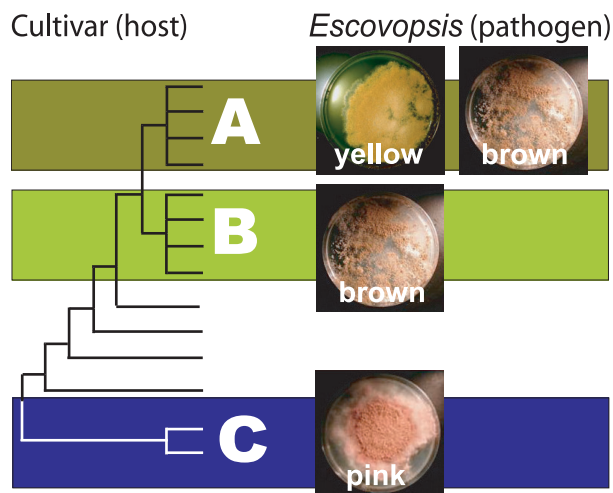 Cultivar (host) Escovopsis (pathogen)
A yellow brown
B brown
C pink